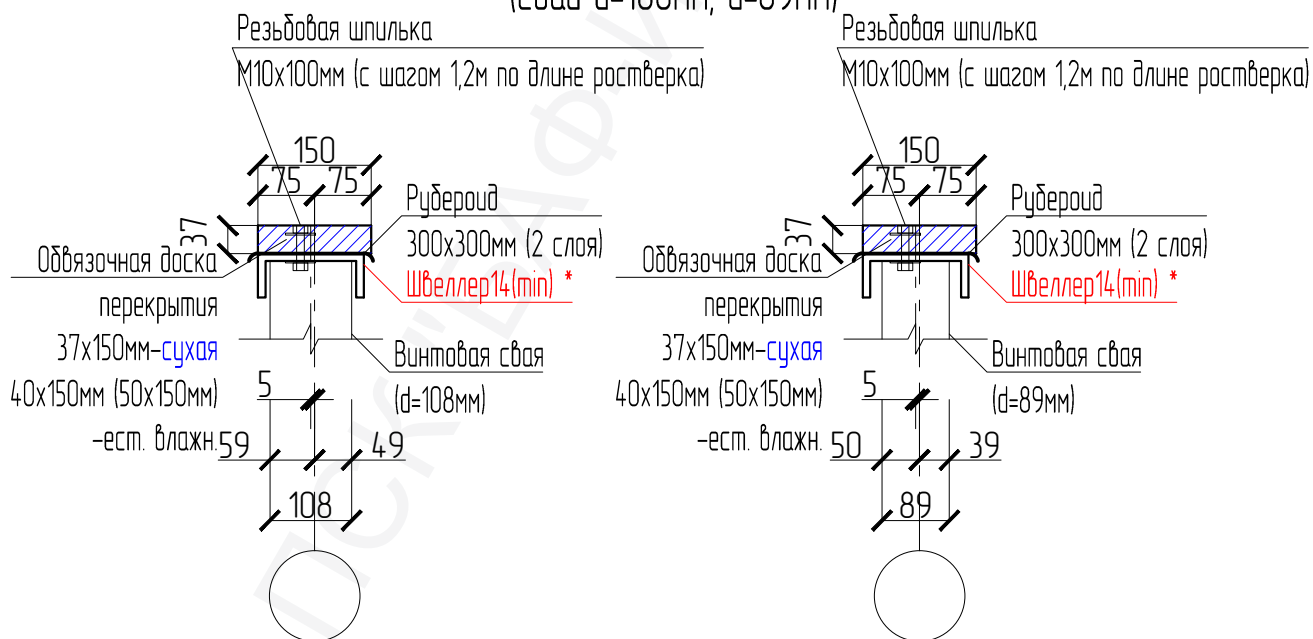 (сваи d=108мм, d=89мм)
Резьбовая шпилька
М10х100мм (с шагом 1,2м по длине ростверка)
150
75 75
37
Рубероид
300х300мм (2 слоя)
Швеллер14(min) *
Обвязочная доска
перекрытия
37х150мм-сухая
40х150мм (50х150мм)
-ест. влажн.
Винтовая свая
(d=108мм)
5
59 49
108
Резьбовая шпилька
М10х100мм (с шагом 1,2м по длине ростверка)
150
75 75
37
Рубероид
300х300мм (2 слоя)
Швеллер14(min) *
Обвязочная доска
перекрытия
37х150мм-сухая
40х150мм (50х150мм)
-ест. влажн.
Винтовая свая
(d=89мм)
5
50 39
89